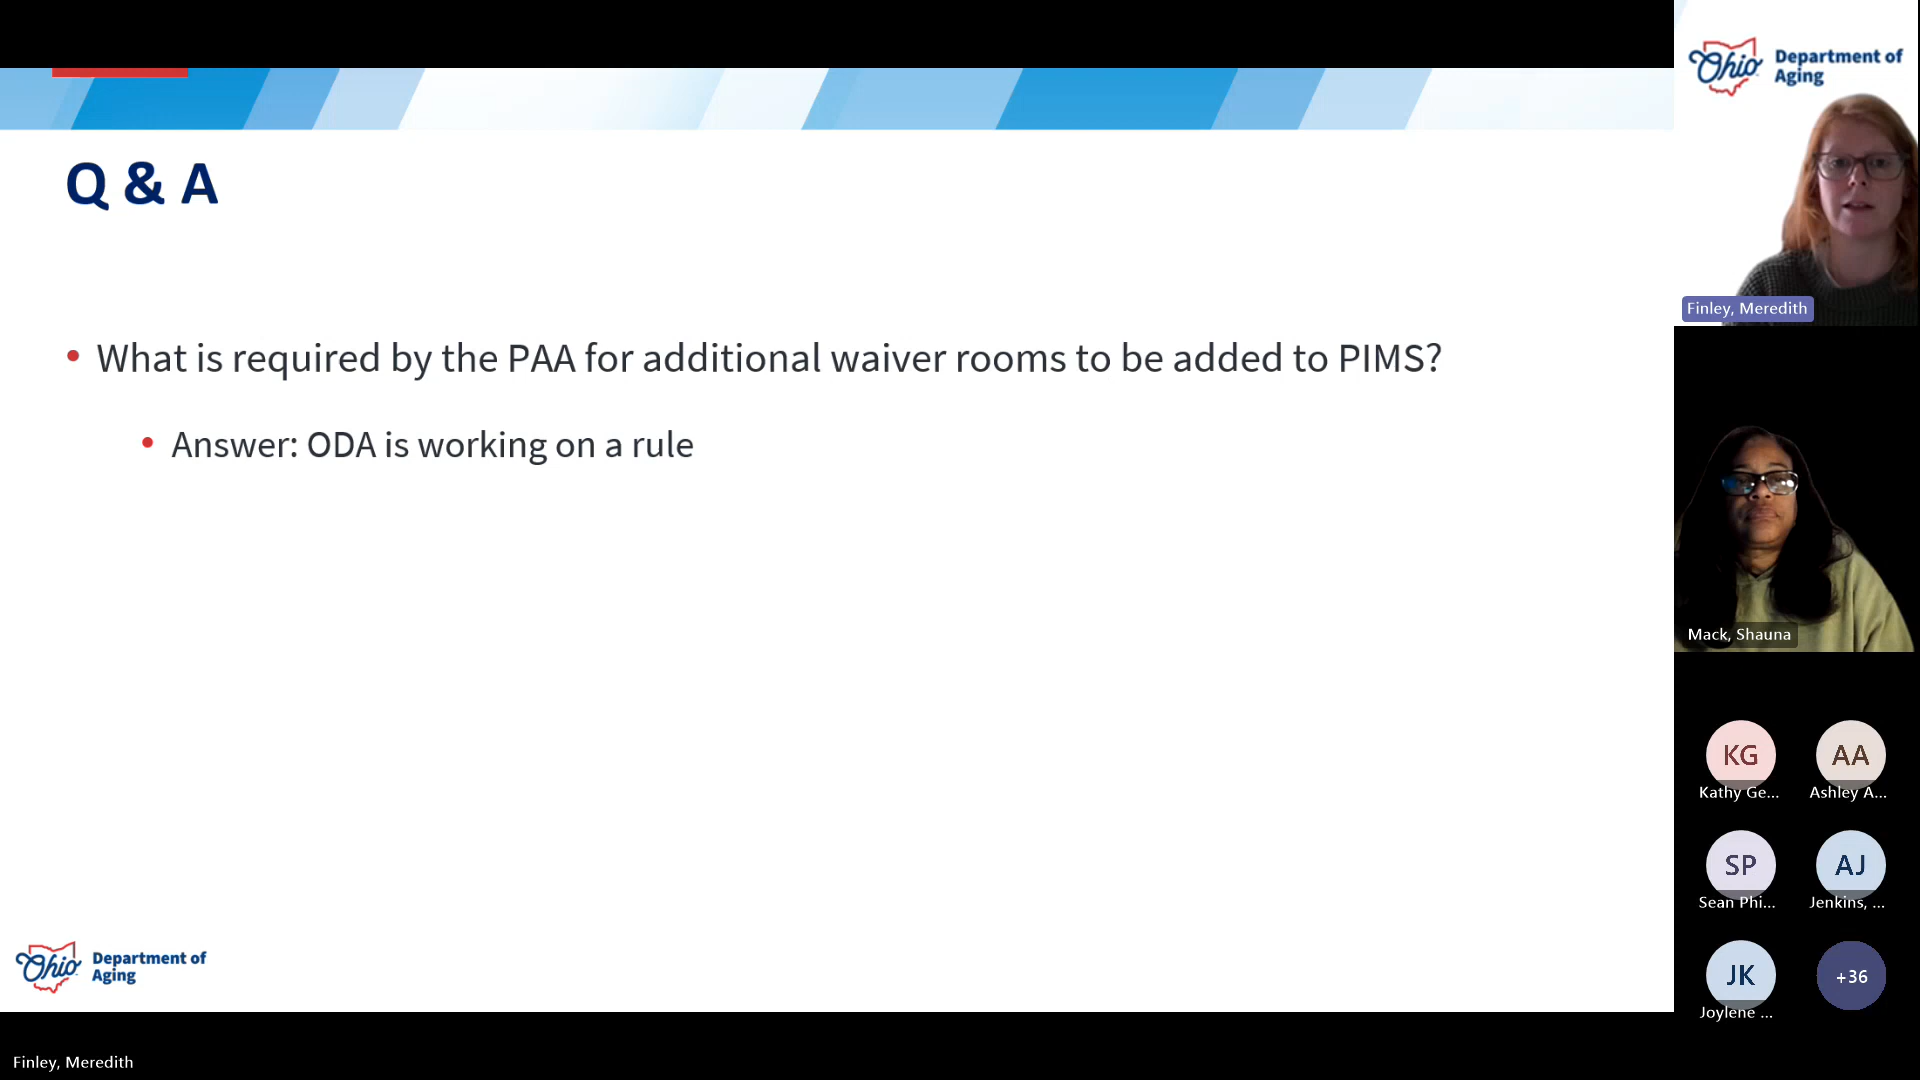 Q & A
• What is required by the PAA for additional waiver rooms to be added to PIMS?
• Answer: ODA is working on a rule
Ohio Department of
Aging
Finley, Meredith
Ohio Department of
Aging
Finley, Meredith
Mack, Shauna
KG
AA
Kathy Ge...
Ashley A...
SP
AJ
Sean Phi...
Jenkins, ...
JK
+36
Joylene ...